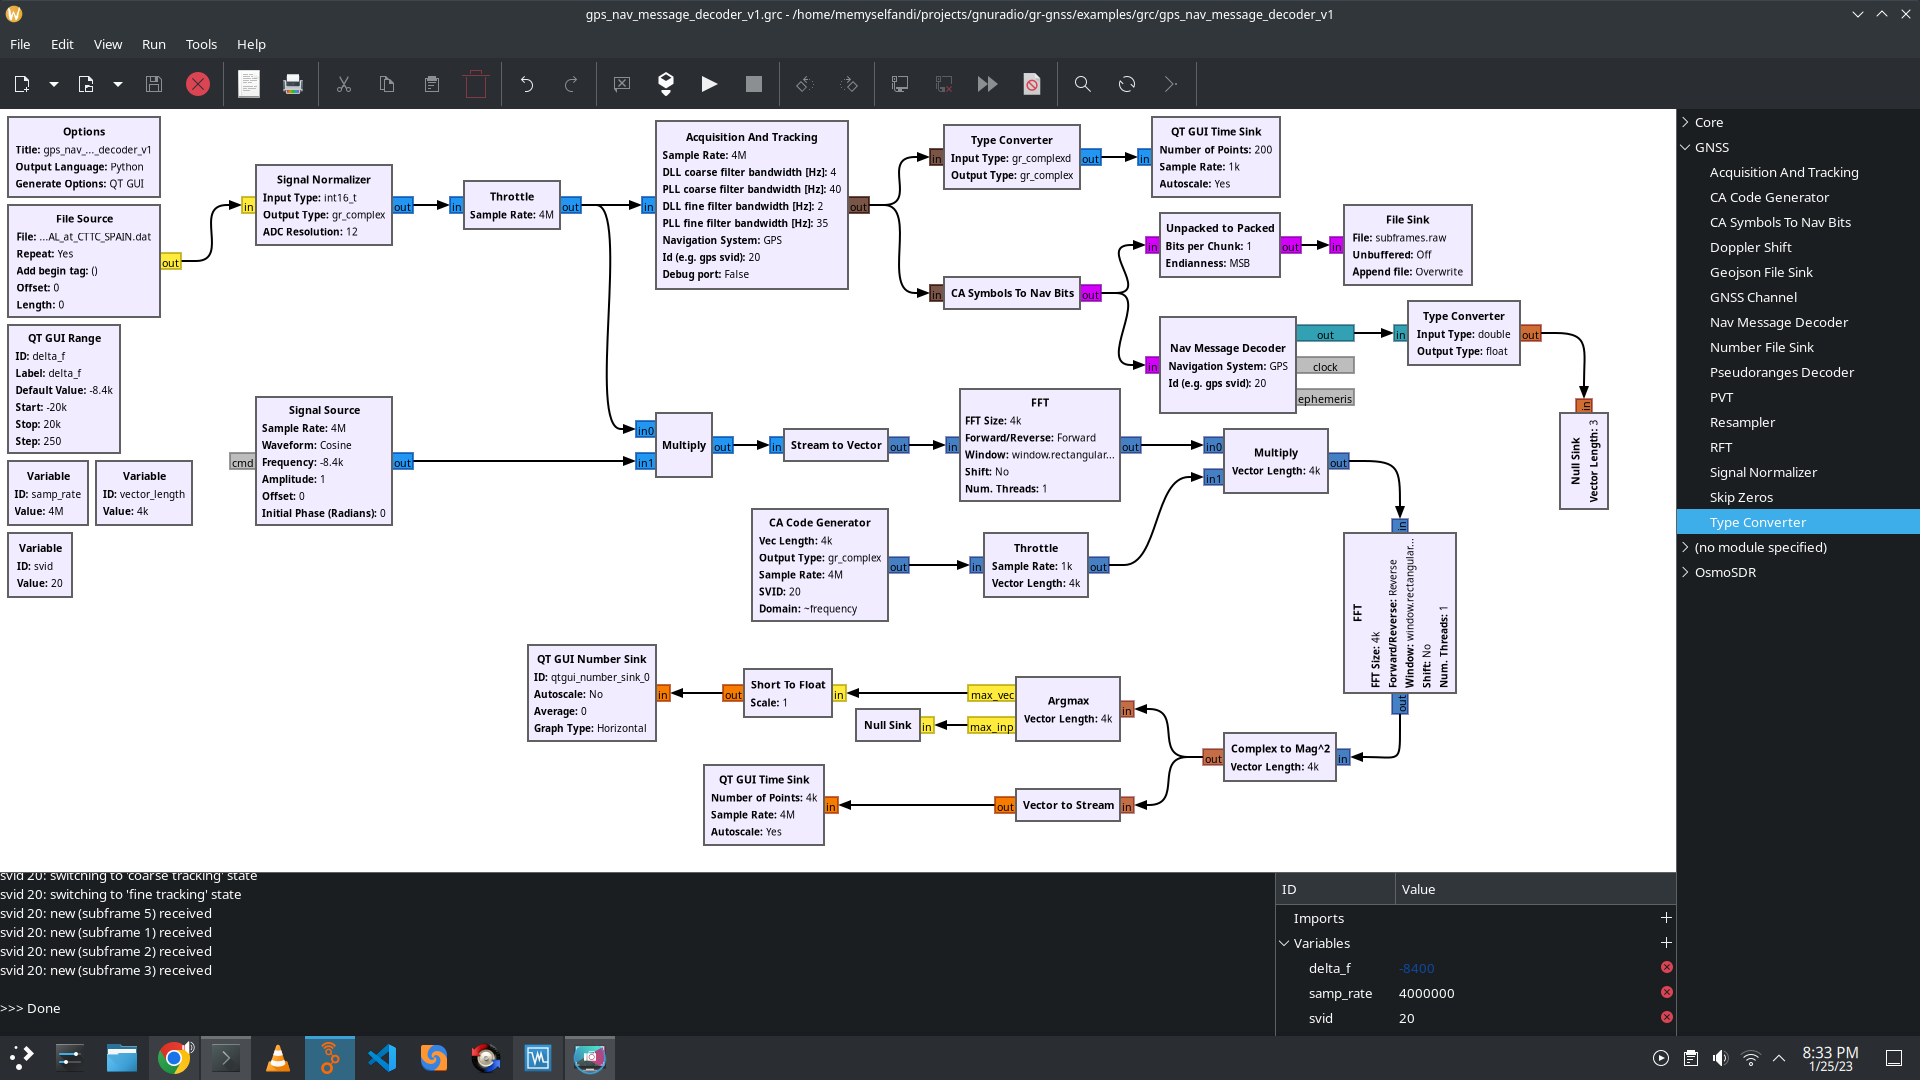 gps_nav_message_decoder_v1.grc - /home/memyselfandi/projects/gnuradio/gr-gnss/examples/grc/gps_nav_message_decoder_v1
File Edit View Run Tools Help
Options
Title: gps_nav_..._decoder_v1
Output Language: Python
Generate Options: QT GUI
File Source
File: ...AL_at_CTTC_SPAIN.dat
Repeat: Yes
Add begin tag: ()
Offset: 0
Length: 0
out
QT GUI Range
ID: delta_f
Label: delta_f
Default Value: -8.4k
Start: -20k
Stop: 20k
Step: 250
Variable
ID: samp_rate
Value: 4M
Variable
ID: vector_length
Value: 4k
Variable
ID: svid
Value: 20
in
Signal Normalizer
Input Type: int16_t
Output Type: gr_complex
ADC Resolution: 12
out
in
Throttle
Sample Rate: 4M
out
cmd
Signal Source
Sample Rate: 4M
Waveform: Cosine
Frequency: -8.4k
Amplitude: 1
Offset: 0
Initial Phase (Radians): 0
out
in
Acquisition And Tracking
Sample Rate: 4M
DLL coarse filter bandwidth [Hz]: 4
PLL coarse filter bandwidth [Hz]: 40
DLL fine filter bandwidth [Hz]: 2
PLL fine filter bandwidth [Hz]: 35
Navigation System: GPS
Id (e.g. gps svid): 20
Debug port: False
out
in
Type Converter
Input Type: gr_complexd
Output Type: gr_complex
out
in
QT GUI Time Sink
Number of Points: 200
Sample Rate: 1k
Autoscale: Yes
in
CA Symbols To Nav Bits
out
in
Unpacked to Packed
Bits per Chunk: 1
Endianness: MSB
out
in
File Sink
File: subframes.raw
Unbuffered: Off
Append file: Overwrite
in
Nav Message Decoder
Navigation System: GPS
Id (e.g. gps svid): 20
out
clock
ephemeris
in
Type Converter
Input Type: double
Output Type: float
out
in
Null Sink
Vector Length: 3
in0
in1
Multiply
out
in
Stream to Vector
out
in
FFT
FFT Size: 4k
Forward/Reverse: Forward
Window: window.rectangular...
Shift: No
Num. Threads: 1
out
in0
in1
Multiply
Vector Length: 4k
out
CA Code Generator
Vec Length: 4k
Output Type: gr_complex
Sample Rate: 4M
SVID: 20
Domain: ~frequency
out
in
Throttle
Sample Rate: 1k
Vector Length: 4k
out
in
FFT
FFT Size: 4k
Forward/Reverse: Reverse
Window: window.rectangular...
Shift: No
Num. Threads: 1
out
in
Complex to Mag^2
Vector Length: 4k
out
in
Argmax
Vector Length: 4k
max_vec
max_inp
in
Short To Float
Scale: 1
out
in
QT GUI Number Sink
ID: qtgui_number_sink_0
Autoscale: No
Average: 0
Graph Type: Horizontal
in
Null Sink
in
Vector to Stream
out
in
QT GUI Time Sink
Number of Points: 4k
Sample Rate: 4M
Autoscale: Yes
Core
GNSS
Acquisition And Tracking
CA Code Generator
CA Symbols To Nav Bits
Doppler Shift
Geojson File Sink
GNSS Channel
Nav Message Decoder
Number File Sink
Pseudoranges Decoder
PVT
Resampler
RFT
Signal Normalizer
Skip Zeros
Type Converter
(no module specified)
OsmoSDR
svid 20: switching to 'coarse tracking' state
svid 20: switching to 'fine tracking' state
svid 20: new (subframe 5) received
svid 20: new (subframe 1) received
svid 20: new (subframe 2) received
svid 20: new (subframe 3) received
>>> Done
ID Value
Imports
Variables
delta_f -8400
samp_rate 4000000
svid 20
8:33 PM
1/25/23